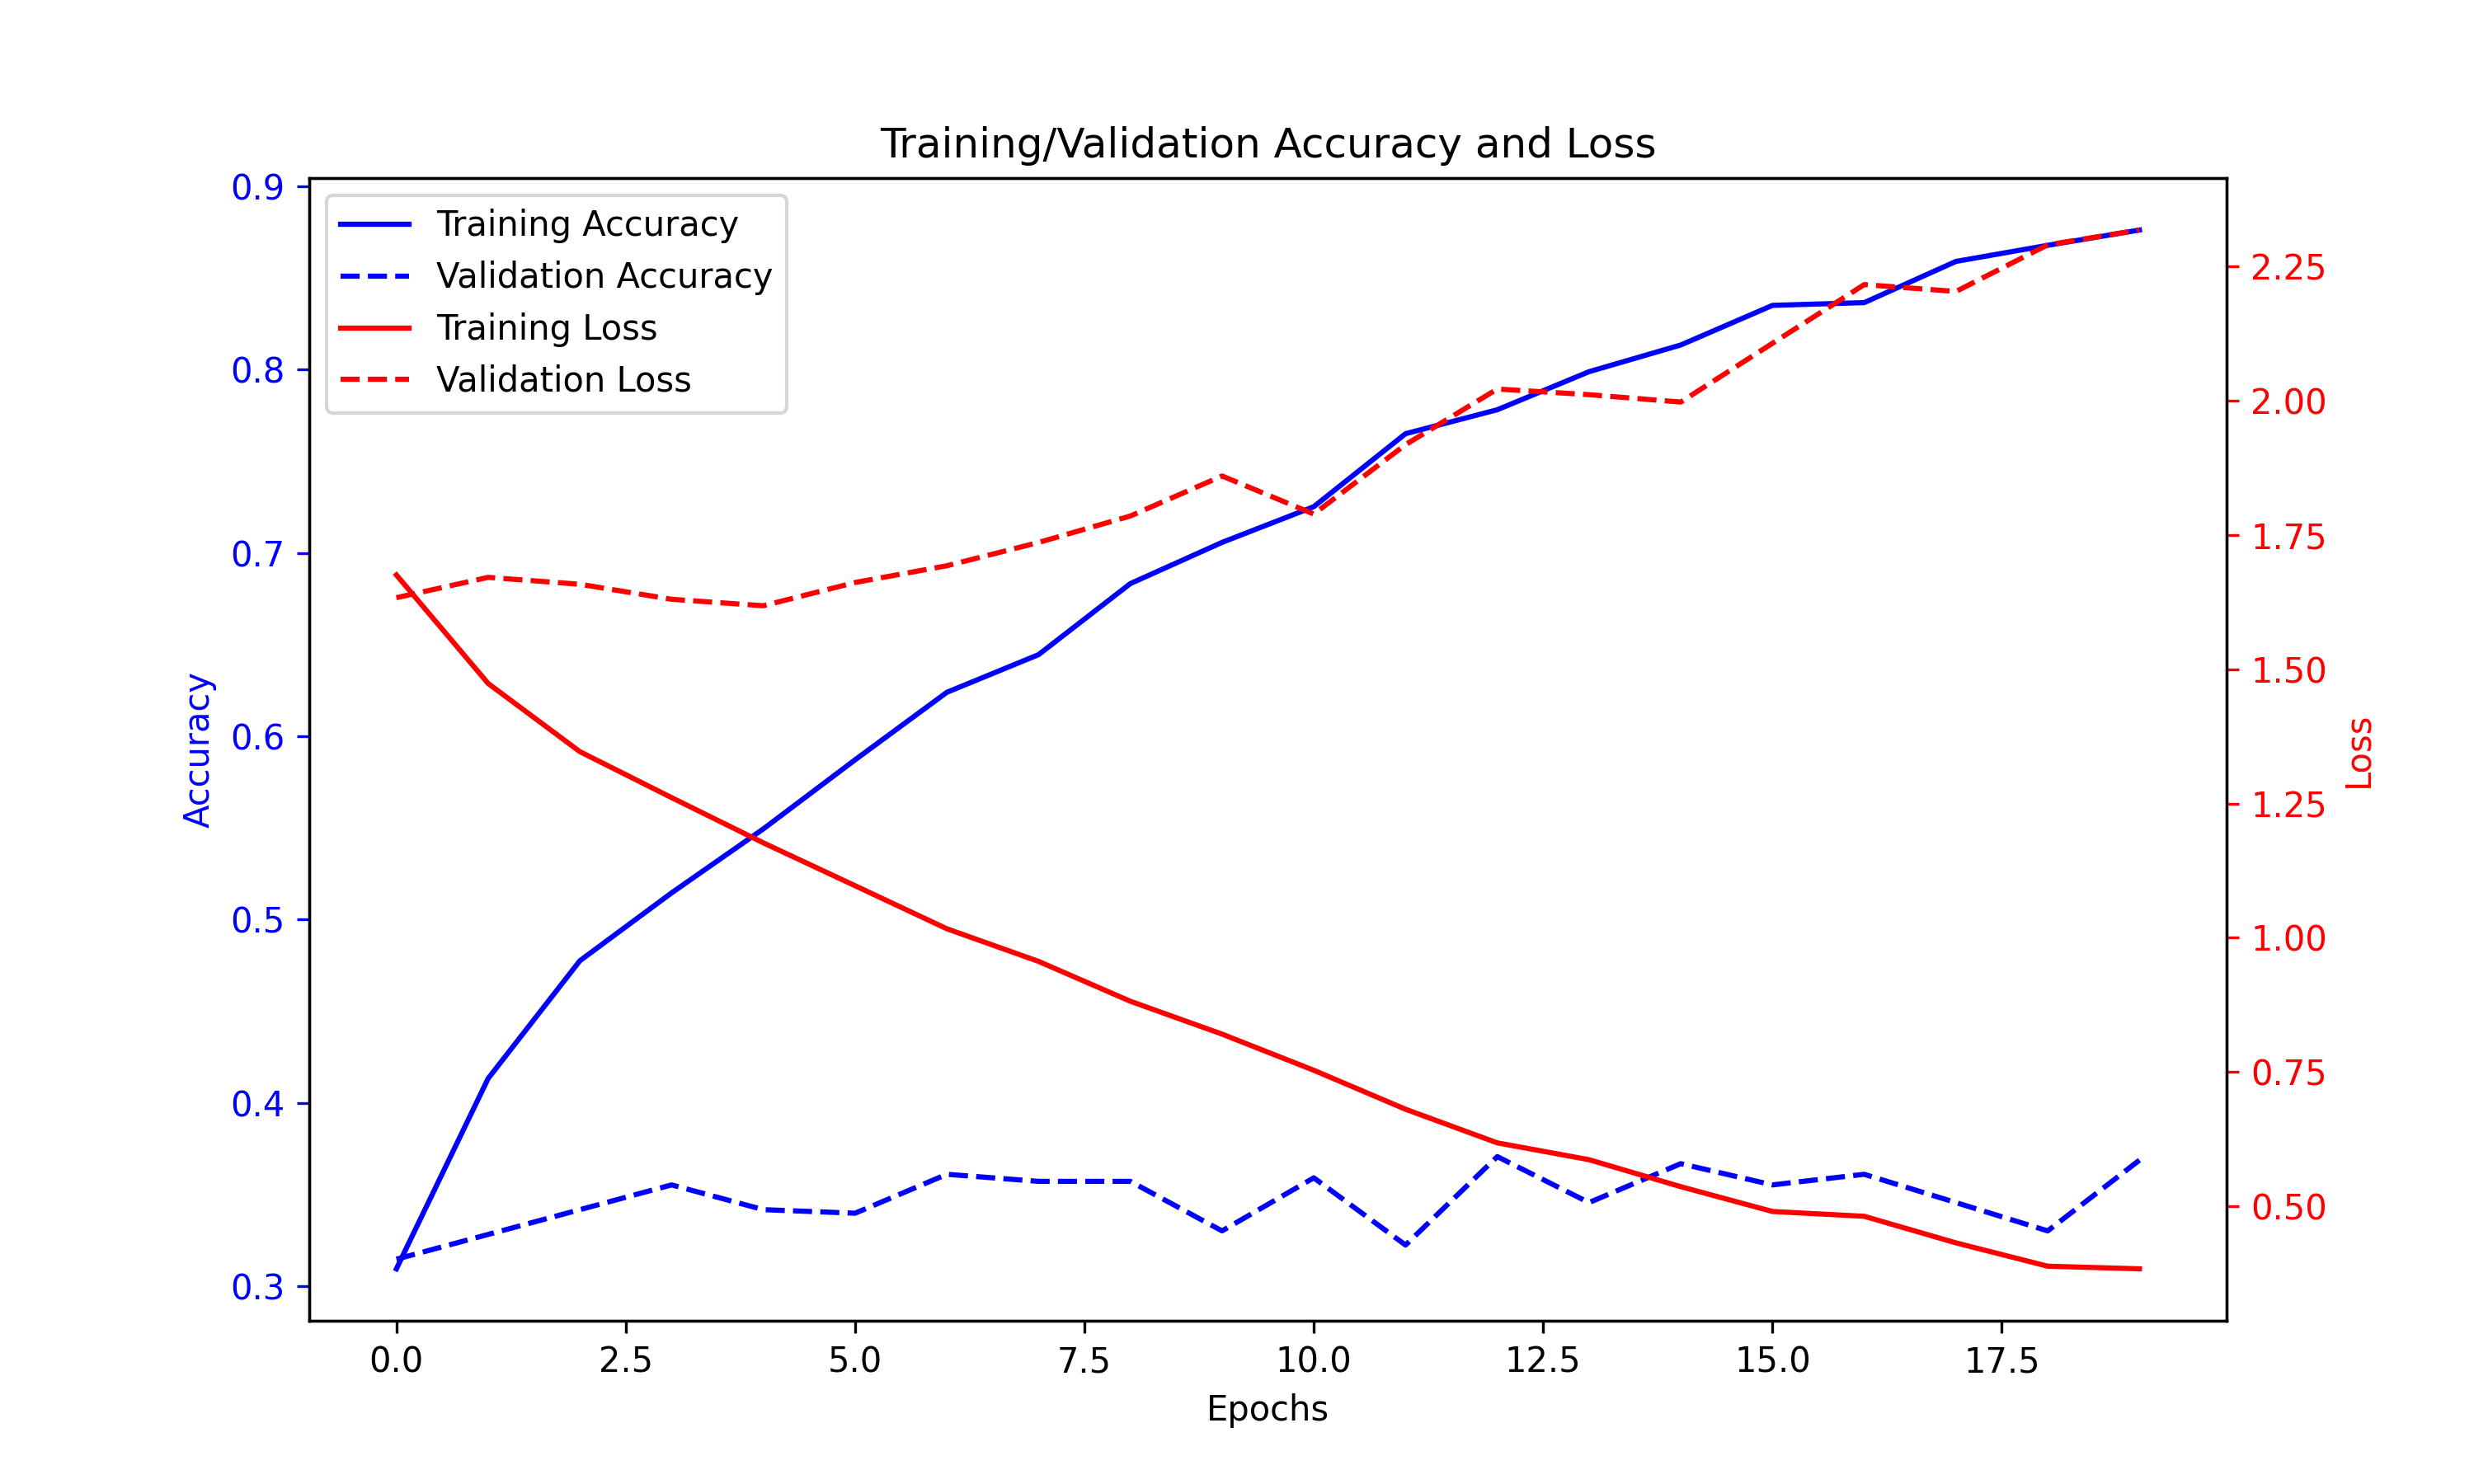 Training/Validation Accuracy and Loss
Training Accuracy
Validation Accuracy
Training Loss
Validation Loss
Accuracy
0.9
0.8
0.7
0.6
0.5
0.4
0.3
2.25
2.00
1.75
1.50
1.25
1.00
0.75
0.50
Loss
0.0 2.5 5.0 7.5 10.0 12.5 15.0 17.5
Epochs